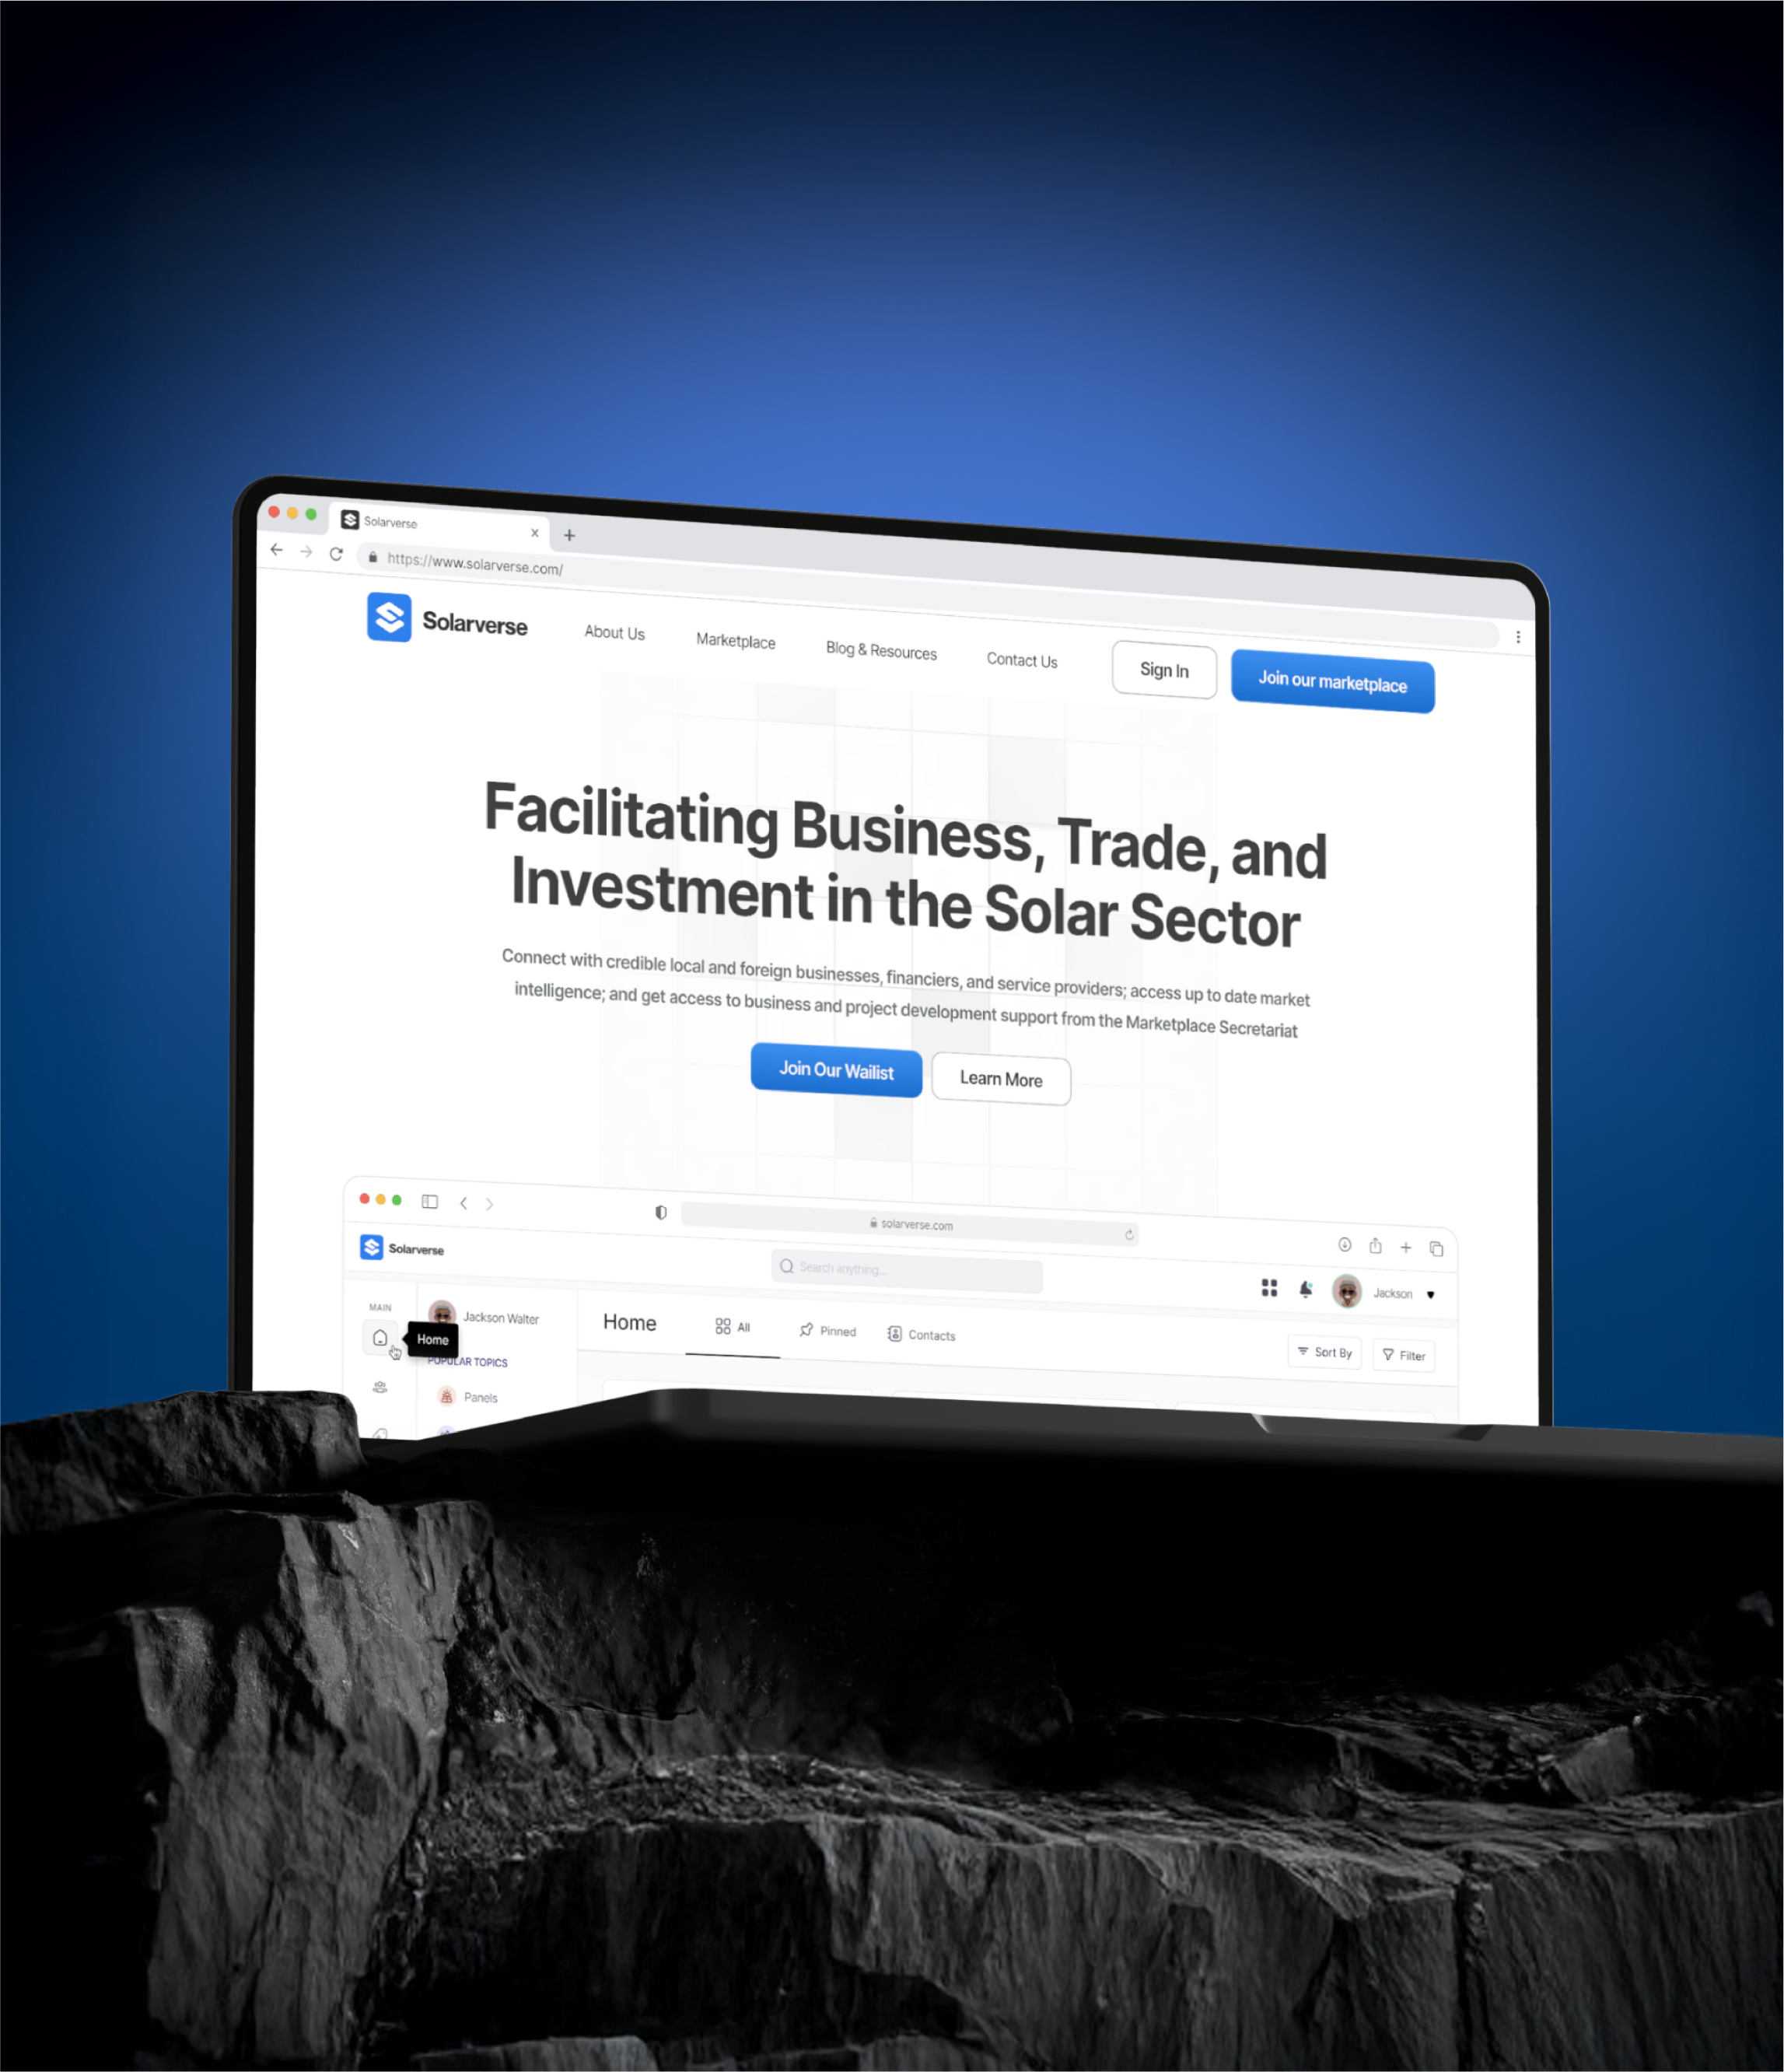 Solarverse
https://www.solarverse.com/
Solarverse
About Us
Marketplace
Blog & Resources
Contact Us
Sign In
Join our marketplace
Facilitating Business, Trade, and
Investment in the Solar Sector
Connect with credible local and foreign businesses, financiers, and service providers; access up to date market
intelligence; and get access to business and project development support from the Marketplace Secretariat
Join Our Wailist
Learn More
solarverse.com
Solarverse
Search anything...
Jackson
MAIN
Jackson Walter
Home
All
Pinned
Contacts
Sort By
Filter
Home
POPULAR TOPICS
Panels